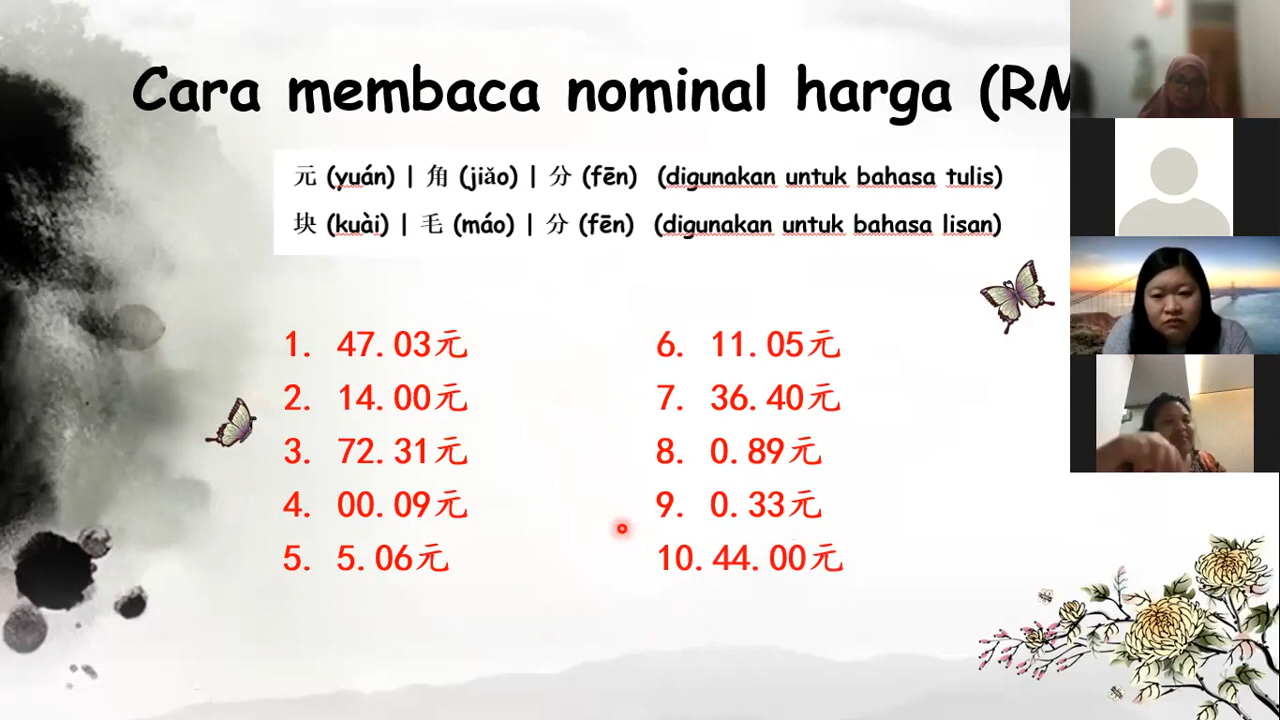 Cara membaca nominal harga (RM
元 (yuán) | 角 (jiǎo) | 分 (fēn) (digunakan untuk bahasa tulis)
块 (kuài) | 毛 (máo) | 分 (fēn) (digunakan untuk bahasa lisan)
1. 47.03元
2. 14.00元
3. 72.31元
4. 00.09元
5. 5.06元
6. 11.05元
7. 36.40元
8. 0.89元
9. 0.33元
10. 44.00元